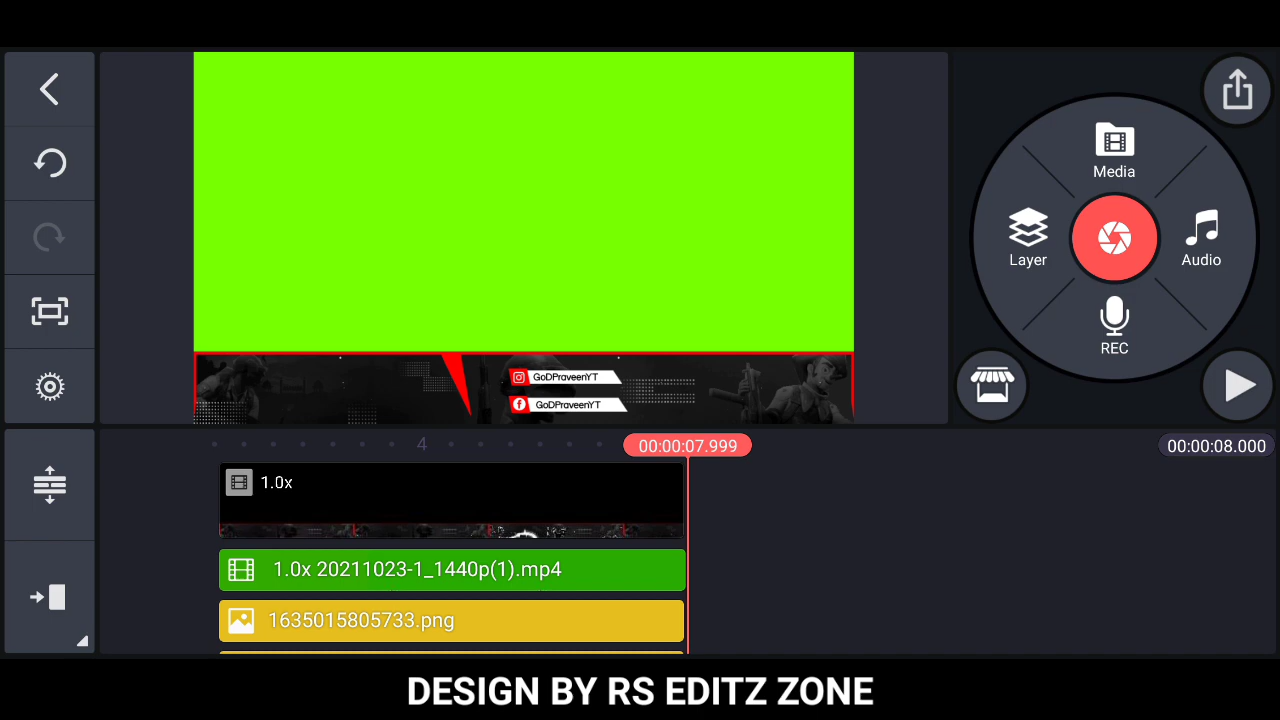 Media
Layer
Audio
REC
GoDPraveenYT
GoDPraveenYT
4
00:00:07.999
00:00:08.000
1.0x
1.0x 20211023-1_1440p(1).mp4
1635015805733.png
DESIGN BY RS EDITZ ZONE